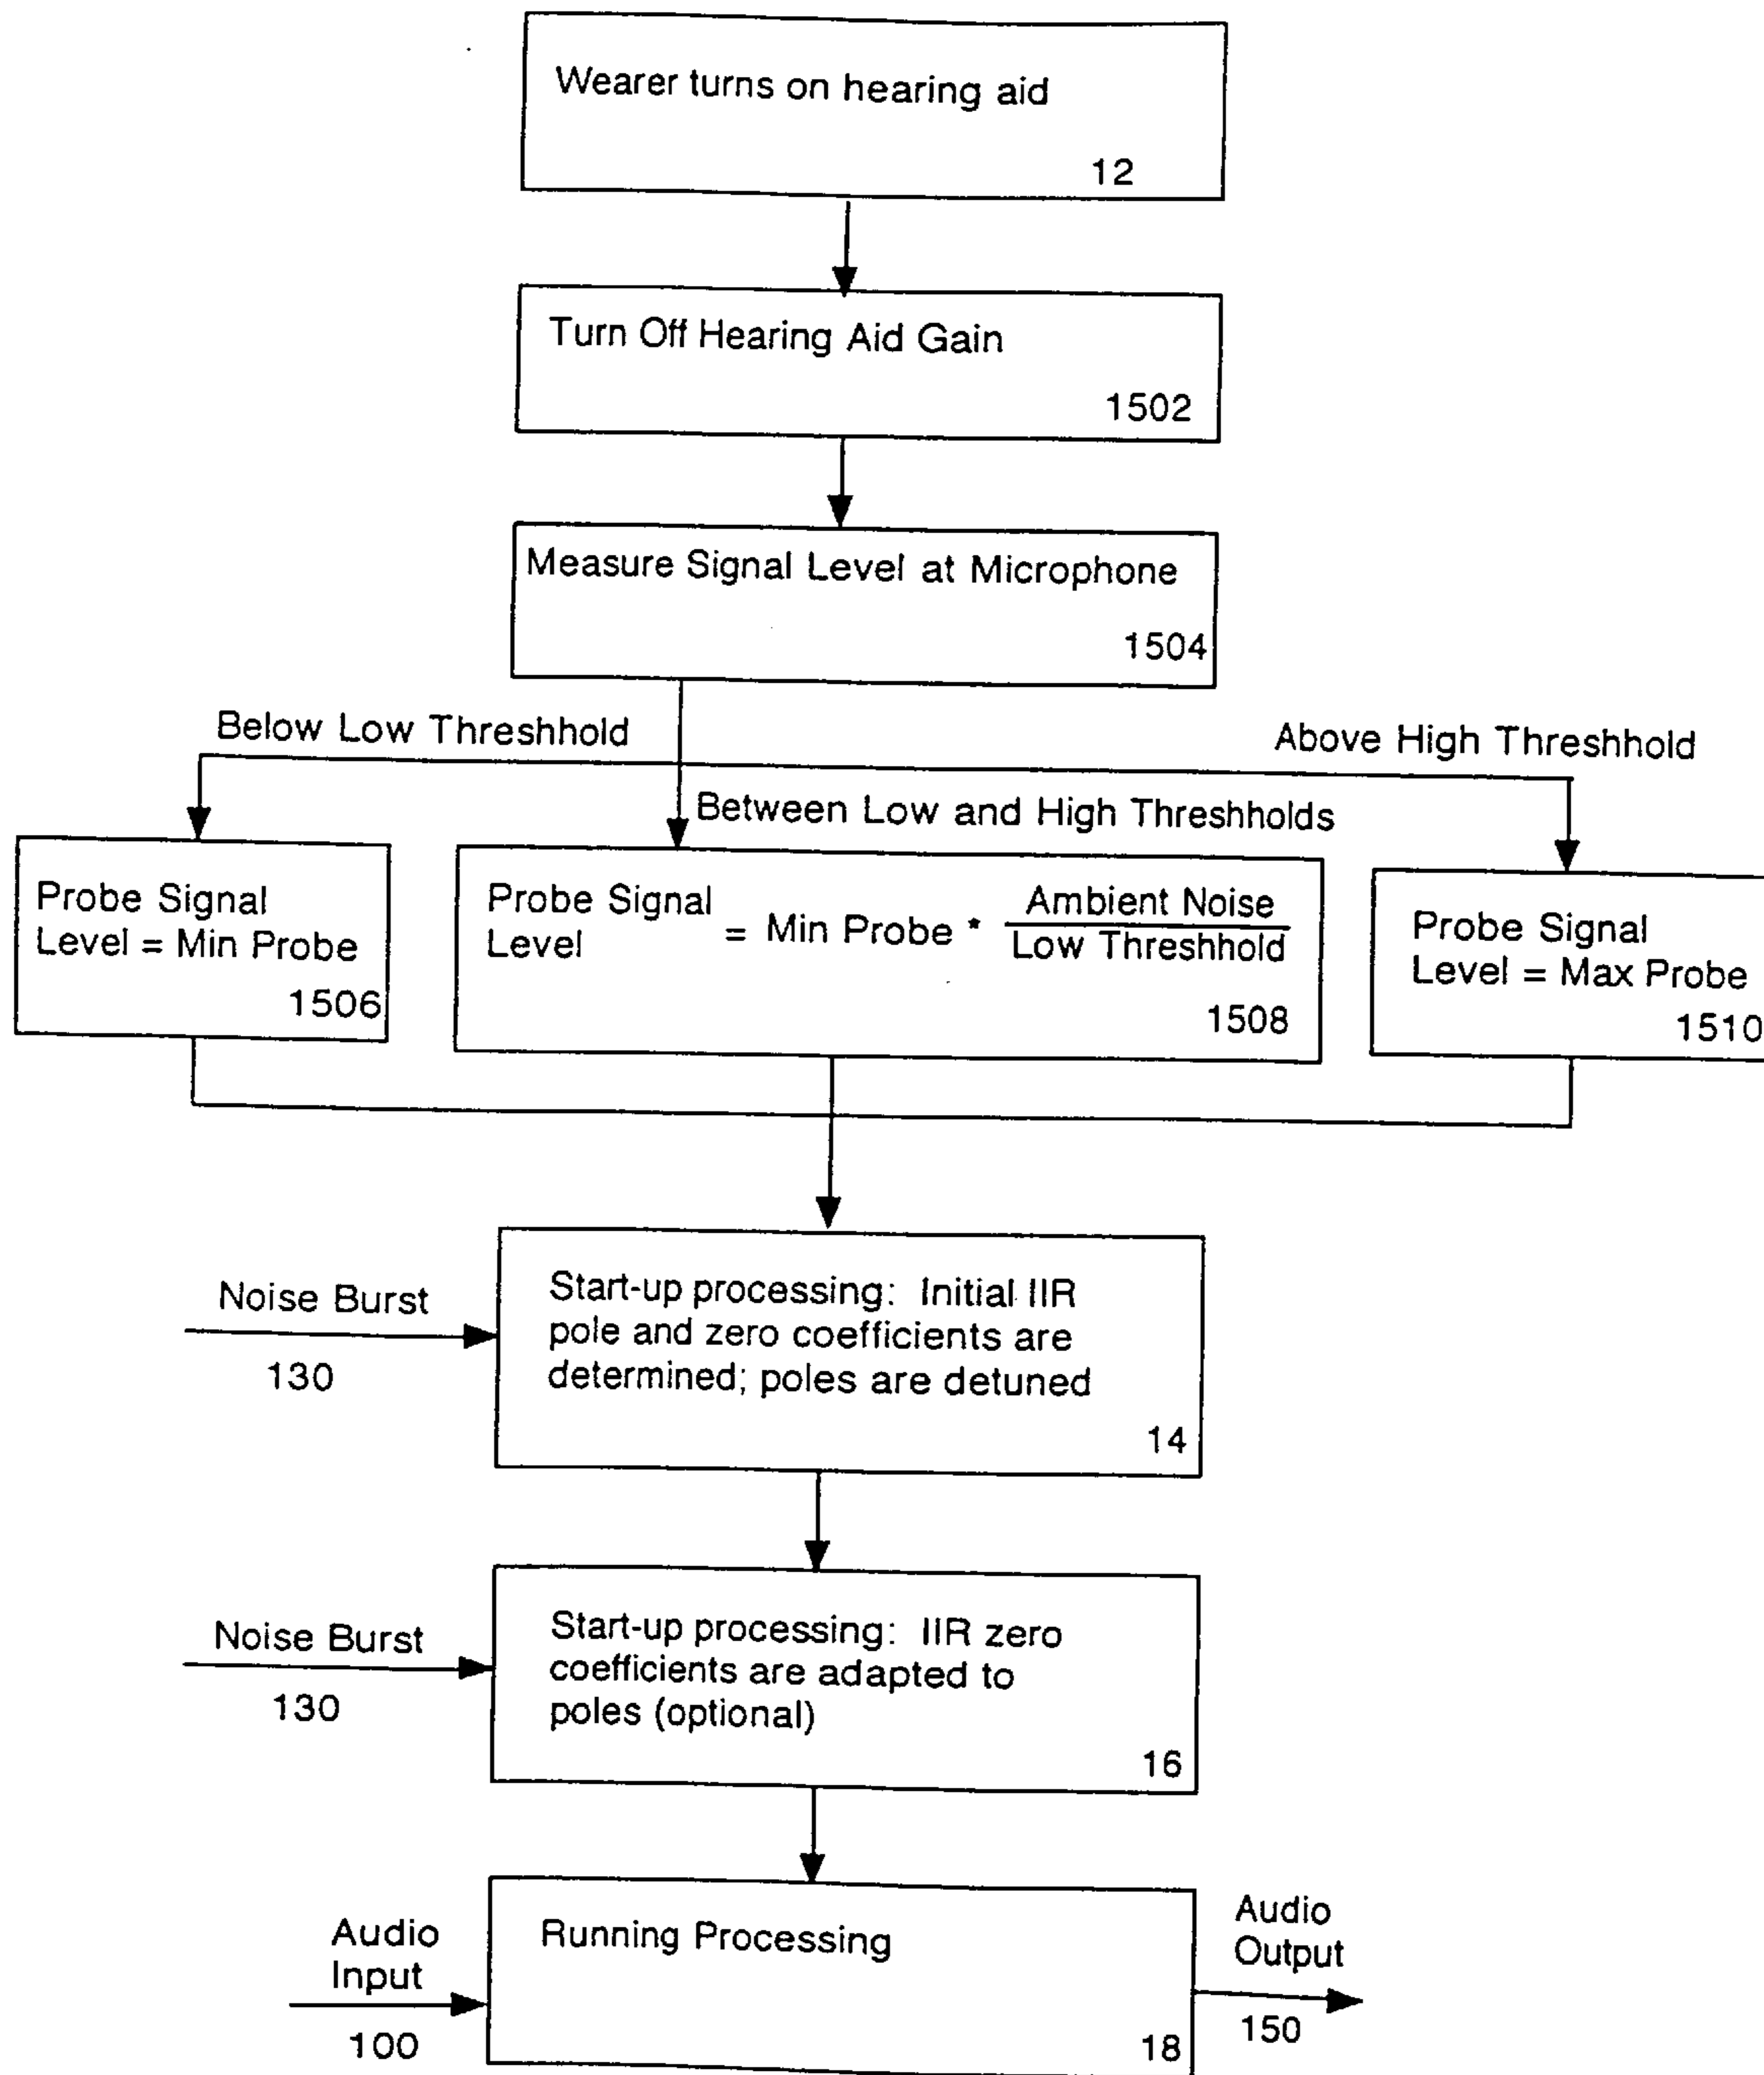 Wearer turns on hearing aid
12
Turn Off Hearing Aid Gain
1502
Measure Signal Level at Microphone
1504
Below Low Threshhold
Above High Threshhold
Between Low and High Threshholds
Probe Signal
Level = Min Probe
1506
Probe Signal
Level
= Min Probe *
Ambient Noise
Low Threshhold
1508
Probe Signal
Level = Max Probe
1510
Noise Burst
130
Start-up processing: Initial IIR
pole and zero coefficients are
determined; poles are detuned
14
Noise Burst
130
Start-up processing: IIR zero
coefficients are adapted to
poles (optional)
16
Audio
Input
100
Running Processing
18
Audio
Output
150